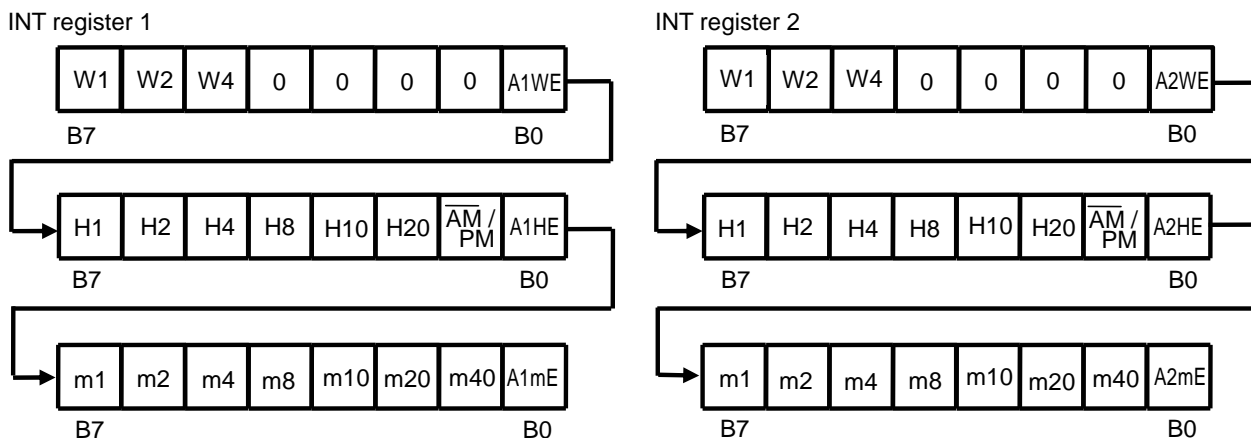 INT register 1
W1 W2 W4 0 0 0 0 A1WE
B7 B0
H1 H2 H4 H8 H10 H20 A̅M̅ / PM A1HE
B7 B0
m1 m2 m4 m8 m10 m20 m40 A1mE
B7 B0
INT register 2
W1 W2 W4 0 0 0 0 A2WE
B7 B0
H1 H2 H4 H8 H10 H20 A̅M̅ / PM A2HE
B7 B0
m1 m2 m4 m8 m10 m20 m40 A2mE
B7 B0